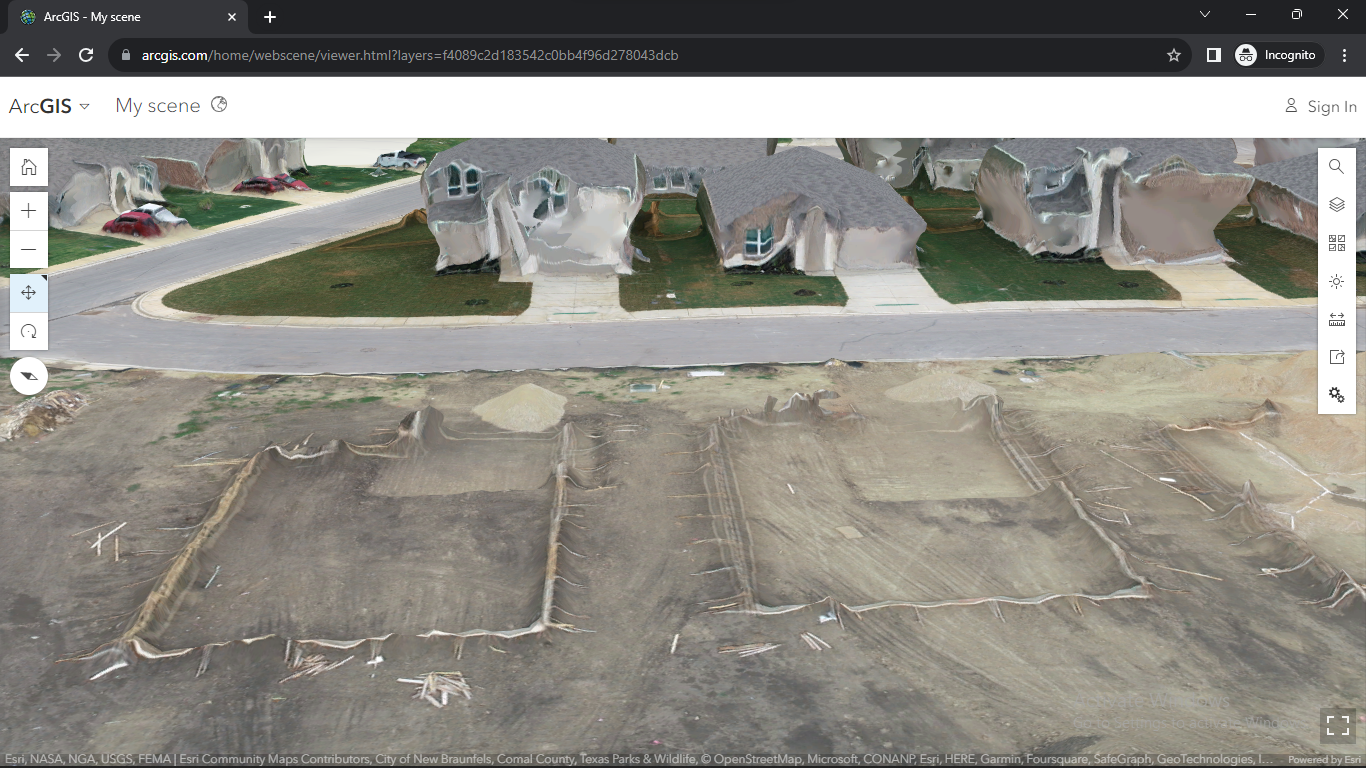 ArcGIS - My scene
arcgis.com/home/webscene/viewer.html?layers=f4089c2d183542c0bb4f96d278043dcb
Incognito
ArcGIS
My scene
Sign In
Go to Settings to activate Windows
Esri, NASA, NGA, USGS, FEMA | Esri Community Maps Contributors, City of New Braunfels, Comal County, Texas Parks & Wildlife, © OpenStreetMap, Microsoft, CONANP, Esri, HERE, Garmin, Foursquare, SafeGraph, GeoTechnologies, I...
Powered by Esri